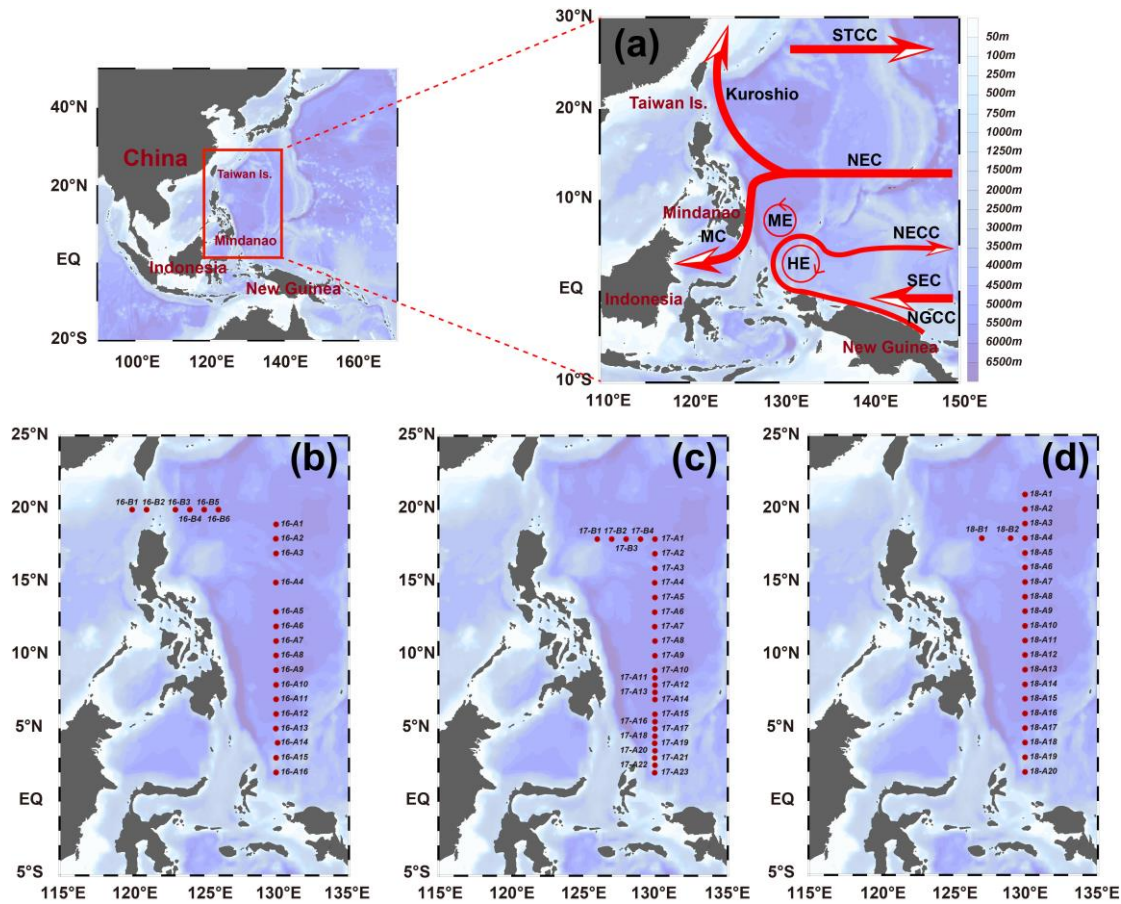 40°N
20°N
EQ
20°S
100°E 120°E 140°E 160°E
China
Taiwan Is.
Mindanao
Indonesia
New Guinea
(a)
30°N
20°N
10°N
EQ
10°S
110°E 120°E 130°E 140°E 150°E
STCC
Kuroshio
Taiwan Is.
NEC
Mindanao
ME
MC
NECC
HE
SEC
Indonesia
NGCC
New Guinea
50m
100m
250m
500m
750m
1000m
1250m
1500m
2000m
2500m
3000m
3500m
4000m
4500m
5000m
5500m
6000m
6500m
(b)
25°N
20°N
15°N
10°N
5°N
EQ
5°S
115°E 120°E 125°E 130°E 135°E
16-B1 16-B2 16-B3 16-B5
16-B4 16-B6
16-A1
16-A2
16-A3
16-A4
16-A5
16-A6
16-A7
16-A8
16-A9
16-A10
16-A11
16-A12
16-A13
16-A14
16-A15
16-A16
(c)
25°N
20°N
15°N
10°N
5°N
EQ
5°S
115°E 120°E 125°E 130°E 135°E
17-B1 17-B2 17-B4
17-B3
17-A1
17-A2
17-A3
17-A4
17-A5
17-A6
17-A7
17-A8
17-A9
17-A10
17-A11
17-A12
17-A13
17-A14
17-A15
17-A16
17-A17
17-A18
17-A19
17-A20
17-A21
17-A22
17-A23
(d)
25°N
20°N
15°N
10°N
5°N
EQ
5°S
115°E 120°E 125°E 130°E 135°E
18-B1 18-B2
18-A1
18-A2
18-A3
18-A4
18-A5
18-A6
18-A7
18-A8
18-A9
18-A10
18-A11
18-A12
18-A13
18-A14
18-A15
18-A16
18-A17
18-A18
18-A19
18-A20